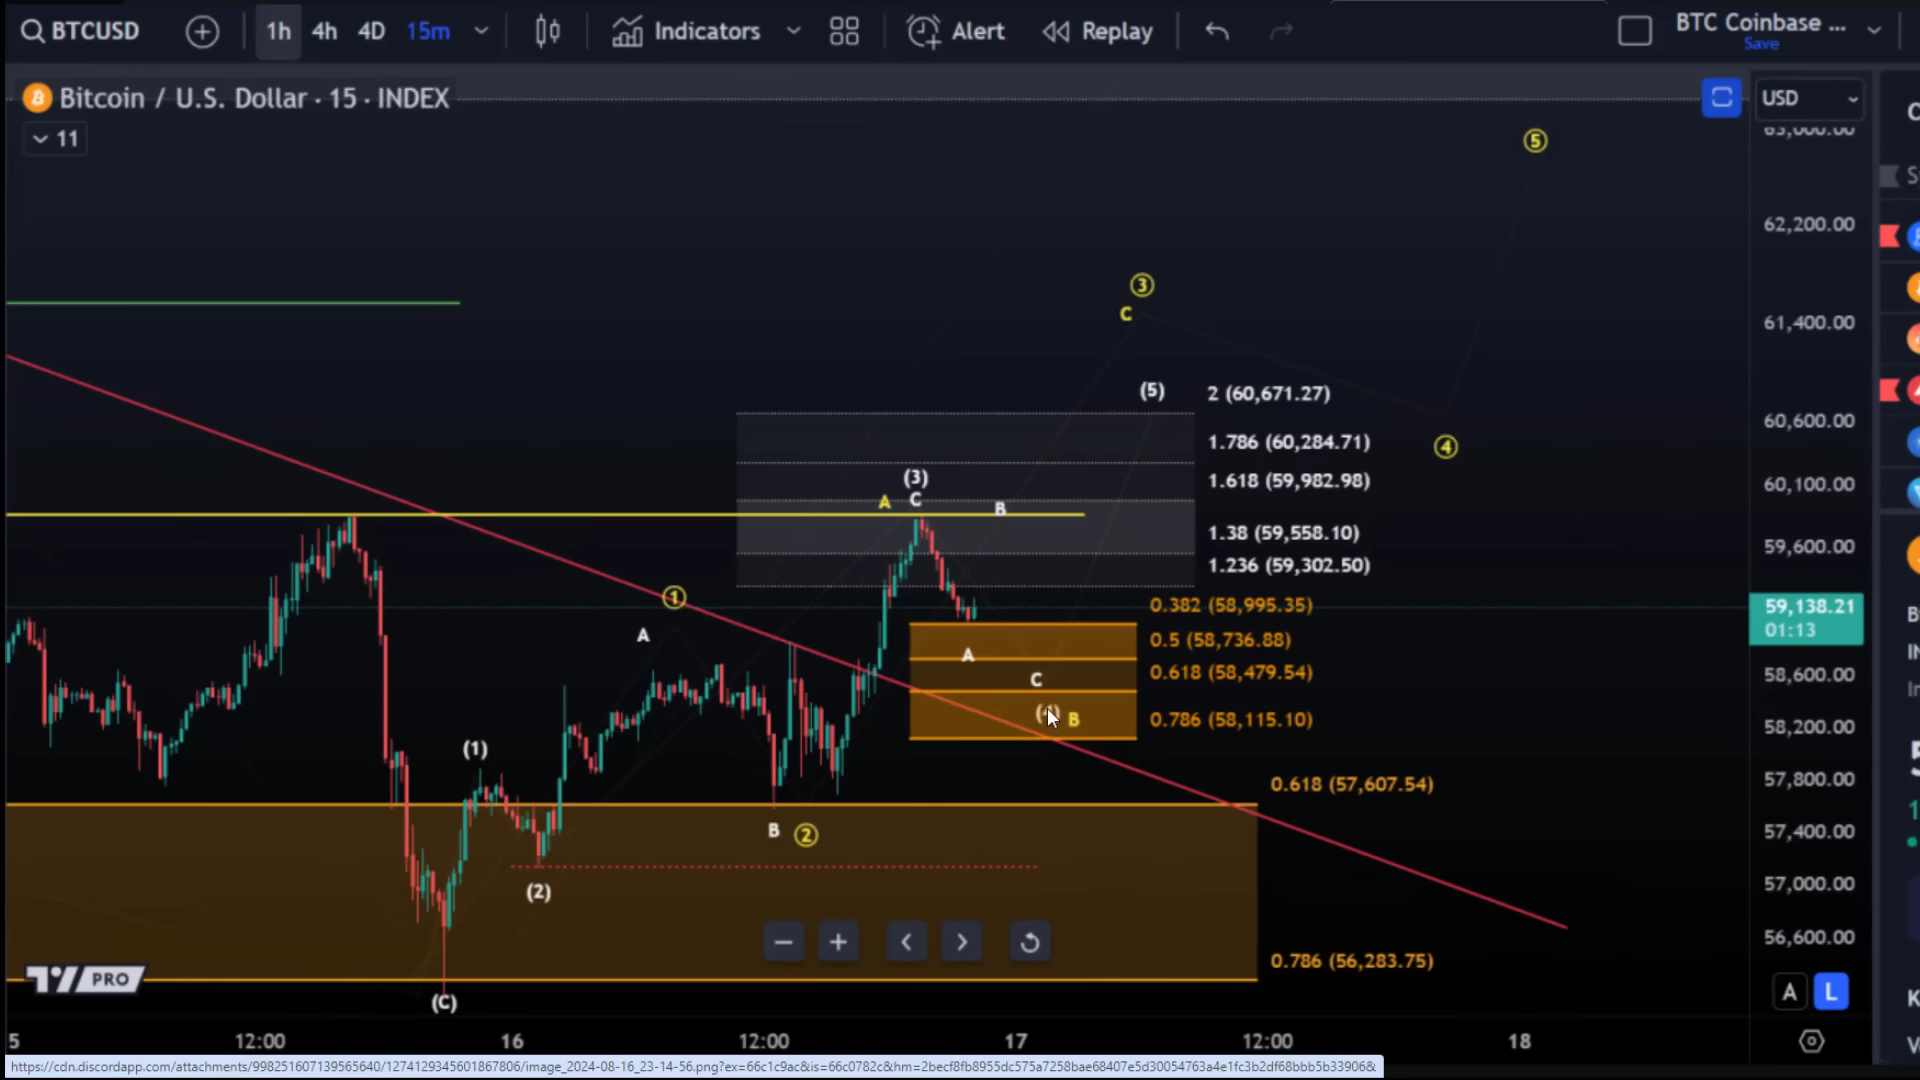 BTCUSD
1h
4h
4D
15m
Indicators
Alert
Replay
BTC Coinbase ...
Save
Bitcoin / U.S. Dollar · 15 · INDEX
USD
11
5
62,200.00
3
C
61,400.00
(5)
2 (60,671.27)
60,600.00
1.786 (60,284.71)
4
(3)
1.618 (59,982.98)
60,100.00
A
C
B
1.38 (59,558.10)
59,600.00
1.236 (59,302.50)
1
0.382 (58,995.35)
59,138.21
01:13
A
0.5 (58,736.88)
A
0.618 (58,479.54)
58,600.00
C
B
0.786 (58,115.10)
58,200.00
(1)
0.618 (57,607.54)
57,800.00
B
2
57,400.00
(2)
57,000.00
56,600.00
0.786 (56,283.75)
PRO
A
L
(C)
5
12:00
16
12:00
17
12:00
18